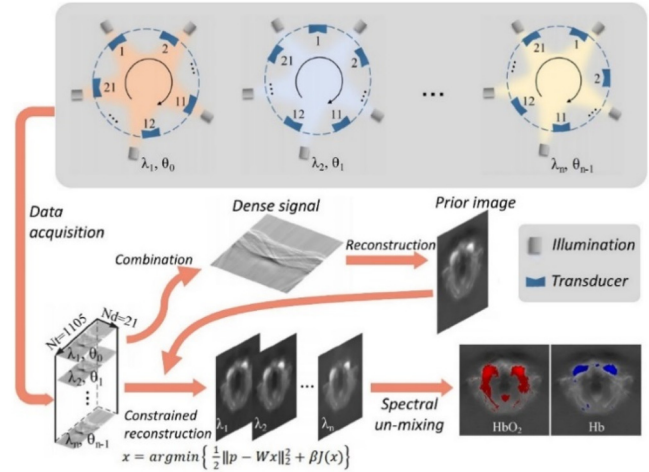 1
2
21
11
12
λ1, θ0
1
21
2
12
11
λ2, θ1
...
1
21
2
12
11
λn, θn-1
Data
acquisition
Dense signal
Prior image
Combination
Reconstruction
Illumination
Transducer
Nt=1105
Nd=21
λ1, θ0
λ2, θ1
λn, θn-1
Constrained
reconstruction
λ1
λ2
...
λn
Spectral
un-mixing
HbO2
Hb
x = argmin{ 1/2 ||p − Wx||₂² + βJ(x)}